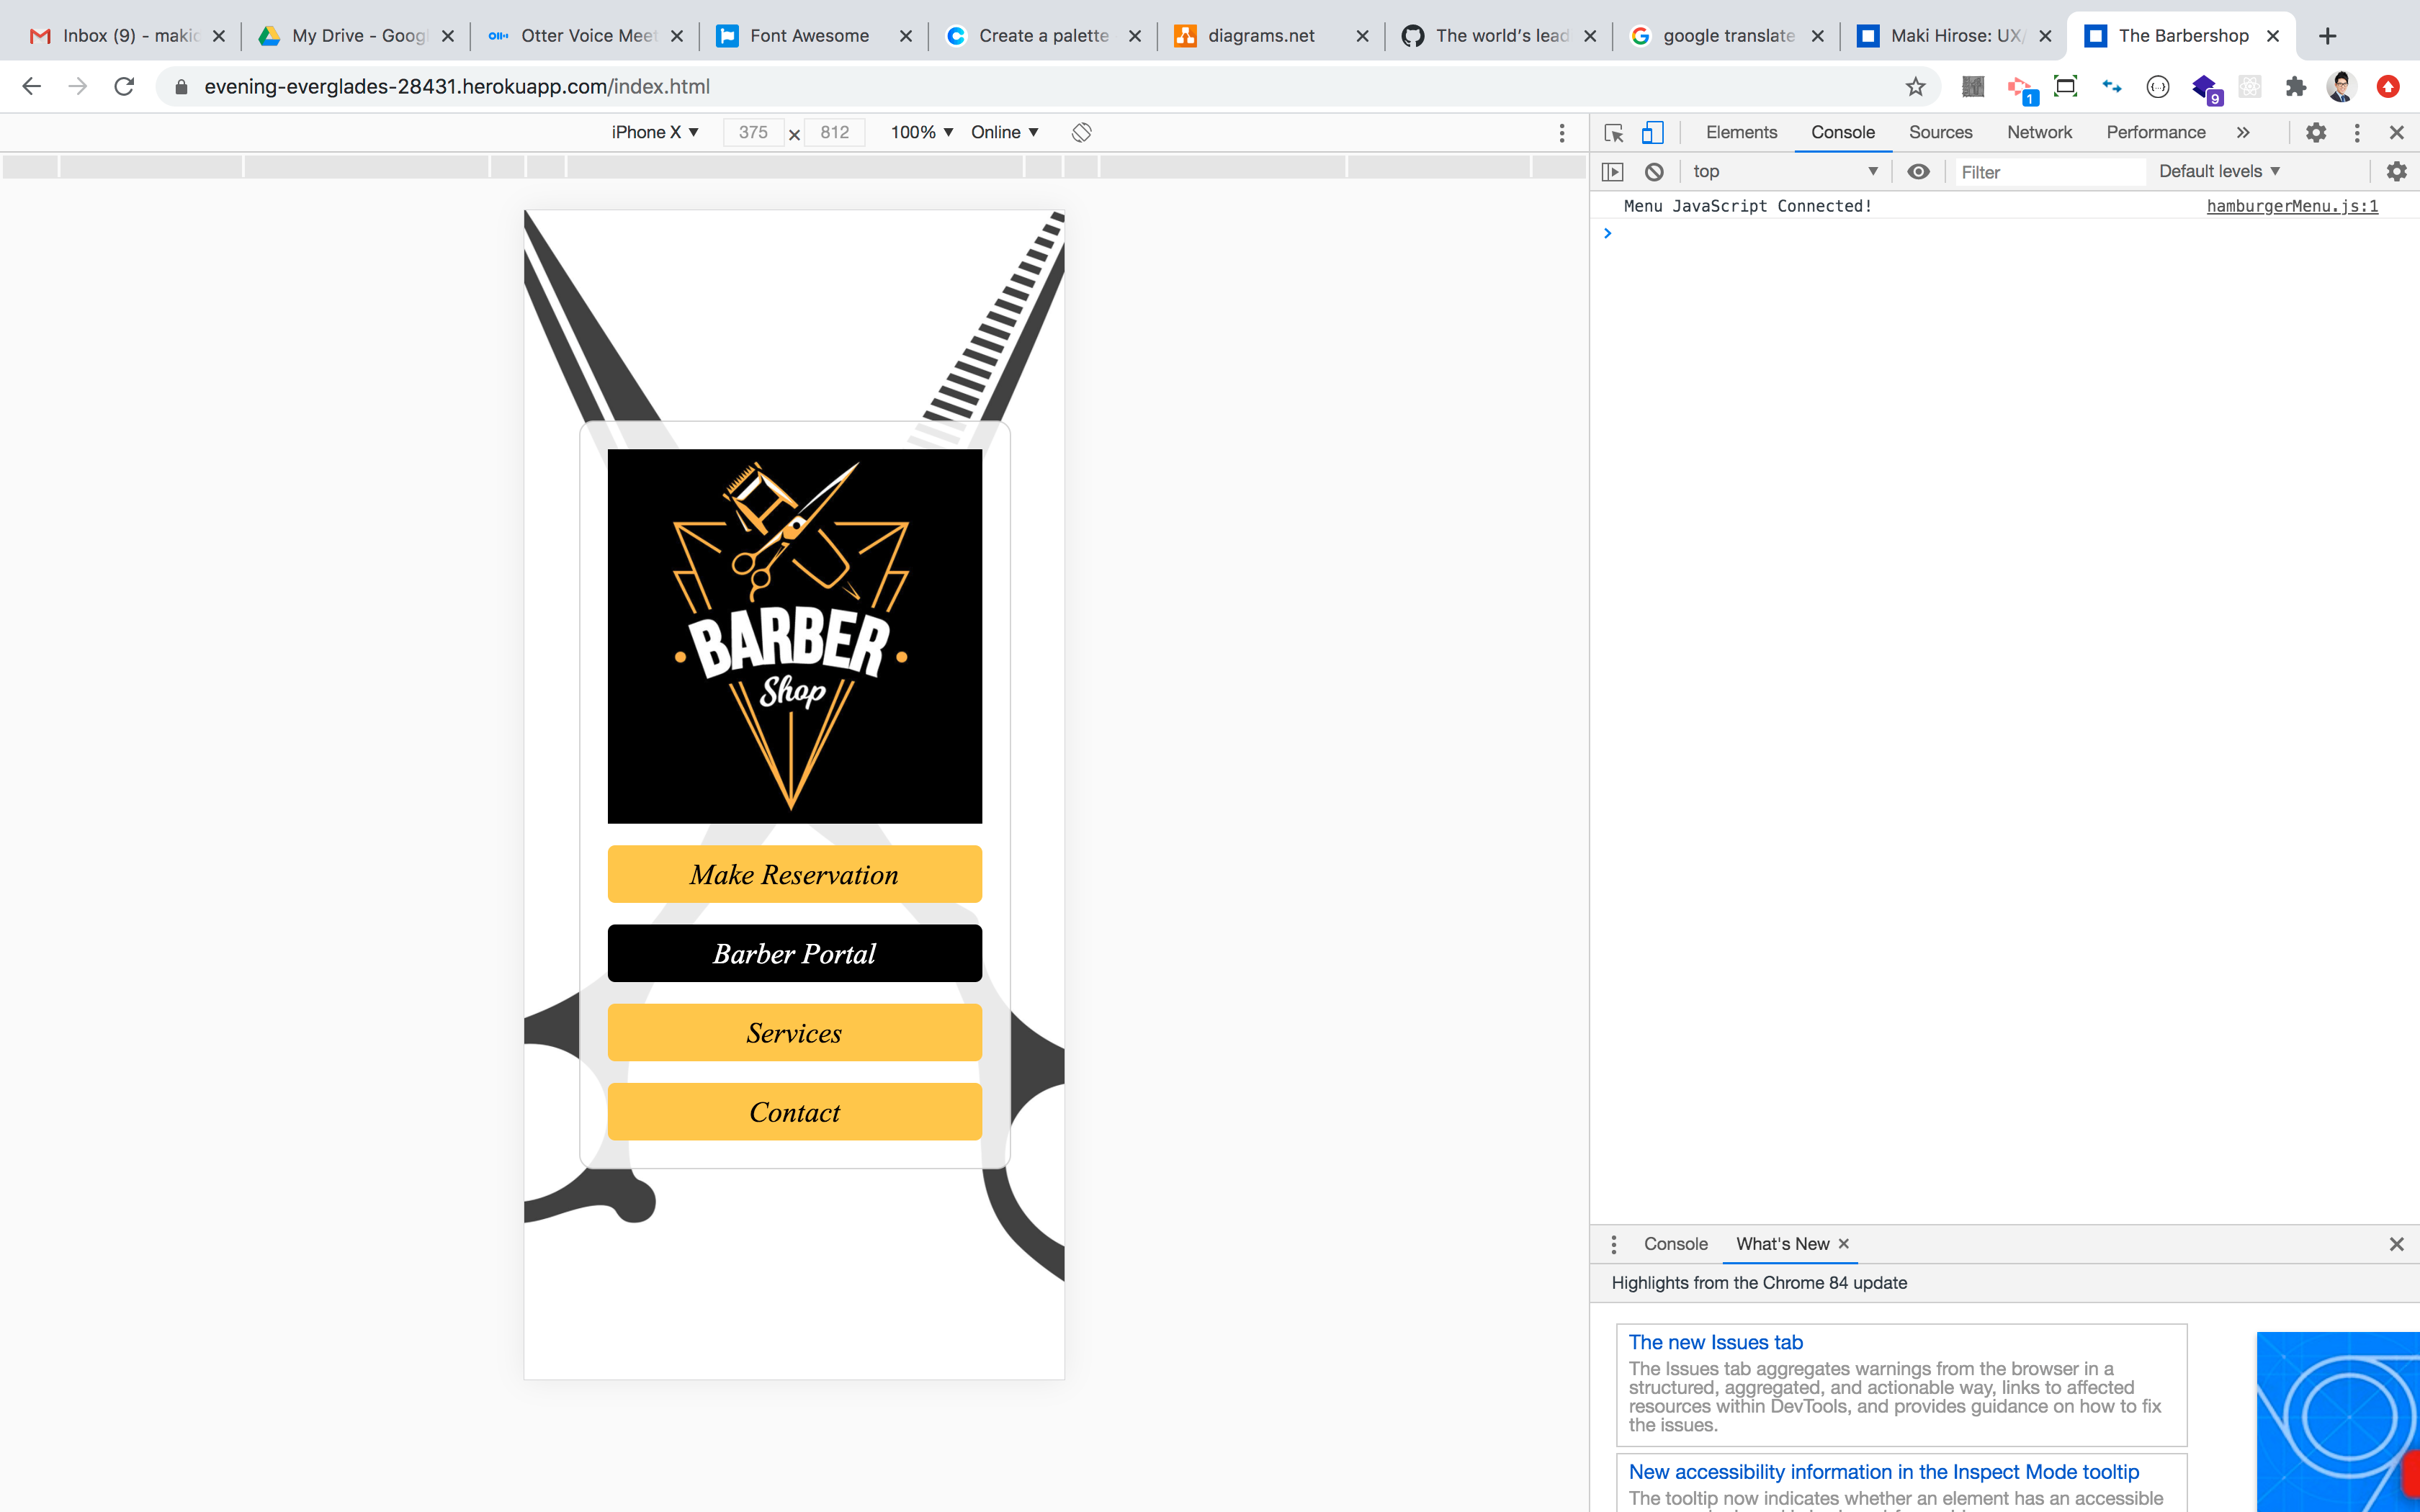 Inbox (9) - maki
My Drive - Goog
Otter Voice Meet
Font Awesome
Create a palette
diagrams.net
The world's lead
google translate
Maki Hirose: UX/
The Barbershop
evening-everglades-28431.herokuapp.com/index.html
1
9
iPhone X
375
812
100%
Online
Elements
Console
Sources
Network
Performance
top
Filter
Default levels
Menu JavaScript Connected!
hamburgerMenu.js:1
BARBER
Shop
Make Reservation
Barber Portal
Services
Contact
Console
What's New
Highlights from the Chrome 84 update
The new Issues tab
The Issues tab aggregates warnings from the browser in a
structured, aggregated, and actionable way, links to affected
resources within DevTools, and provides guidance on how to fix
the issues.
New accessibility information in the Inspect Mode tooltip
The tooltip now indicates whether an element has an accessible